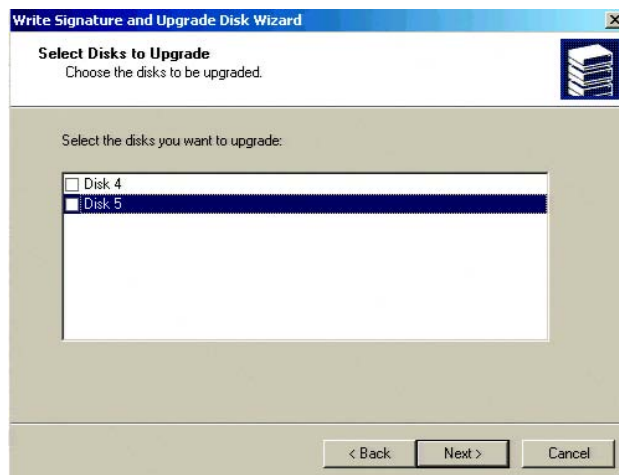 Write Signature and Upgrade Disk Wizard
Select Disks to Upgrade
Choose the disks to be upgraded.
Select the disks you want to upgrade:
Disk 4
Disk 5
< Back Next > Cancel